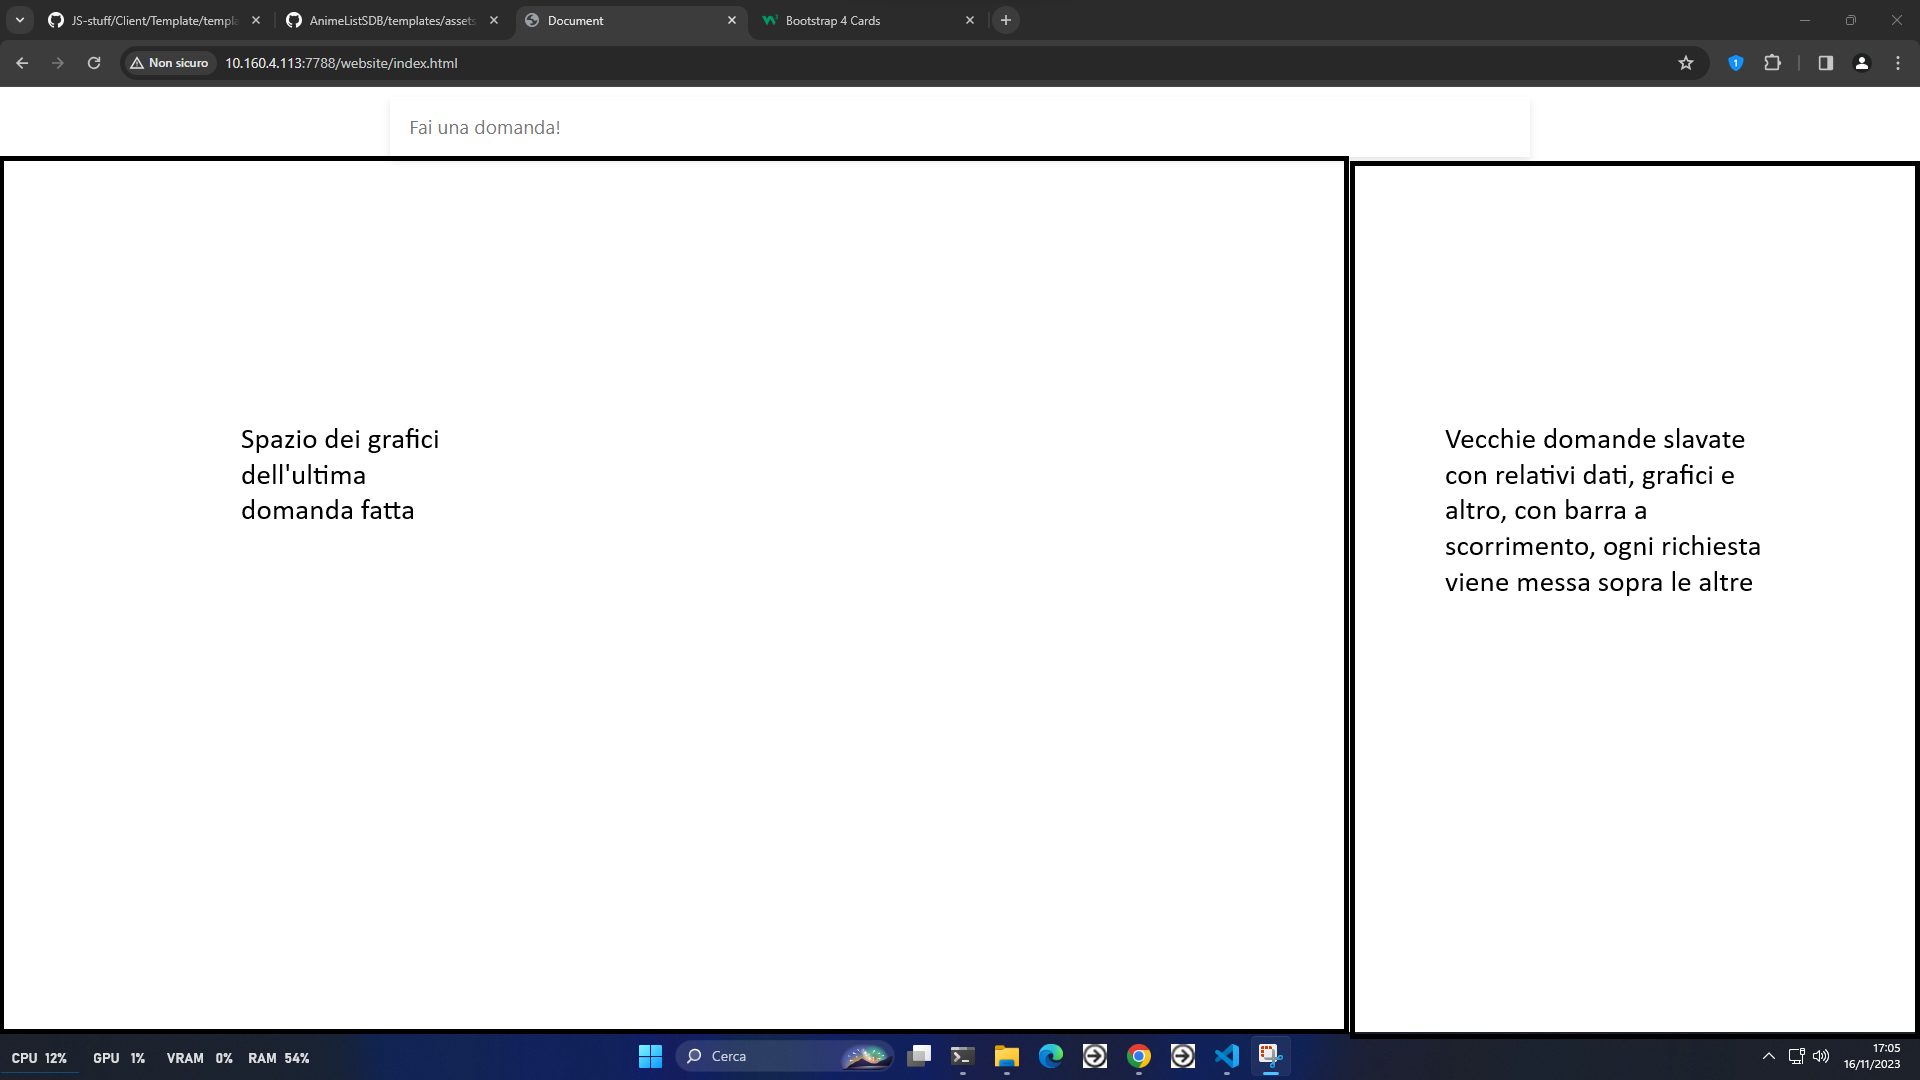 JS-stuff/Client/Template/templa
AnimeListSDB/templates/assets
Document
Bootstrap 4 Cards
Non sicuro
10.160.4.113:7788/website/index.html
1
Fai una domanda!
Spazio dei grafici
dell'ultima
domanda fatta
Vecchie domande slavate
con relativi dati, grafici e
altro, con barra a
scorrimento, ogni richiesta
viene messa sopra le altre
CPU 12% GPU 1% VRAM 0% RAM 54%
Cerca
17:05
16/11/2023